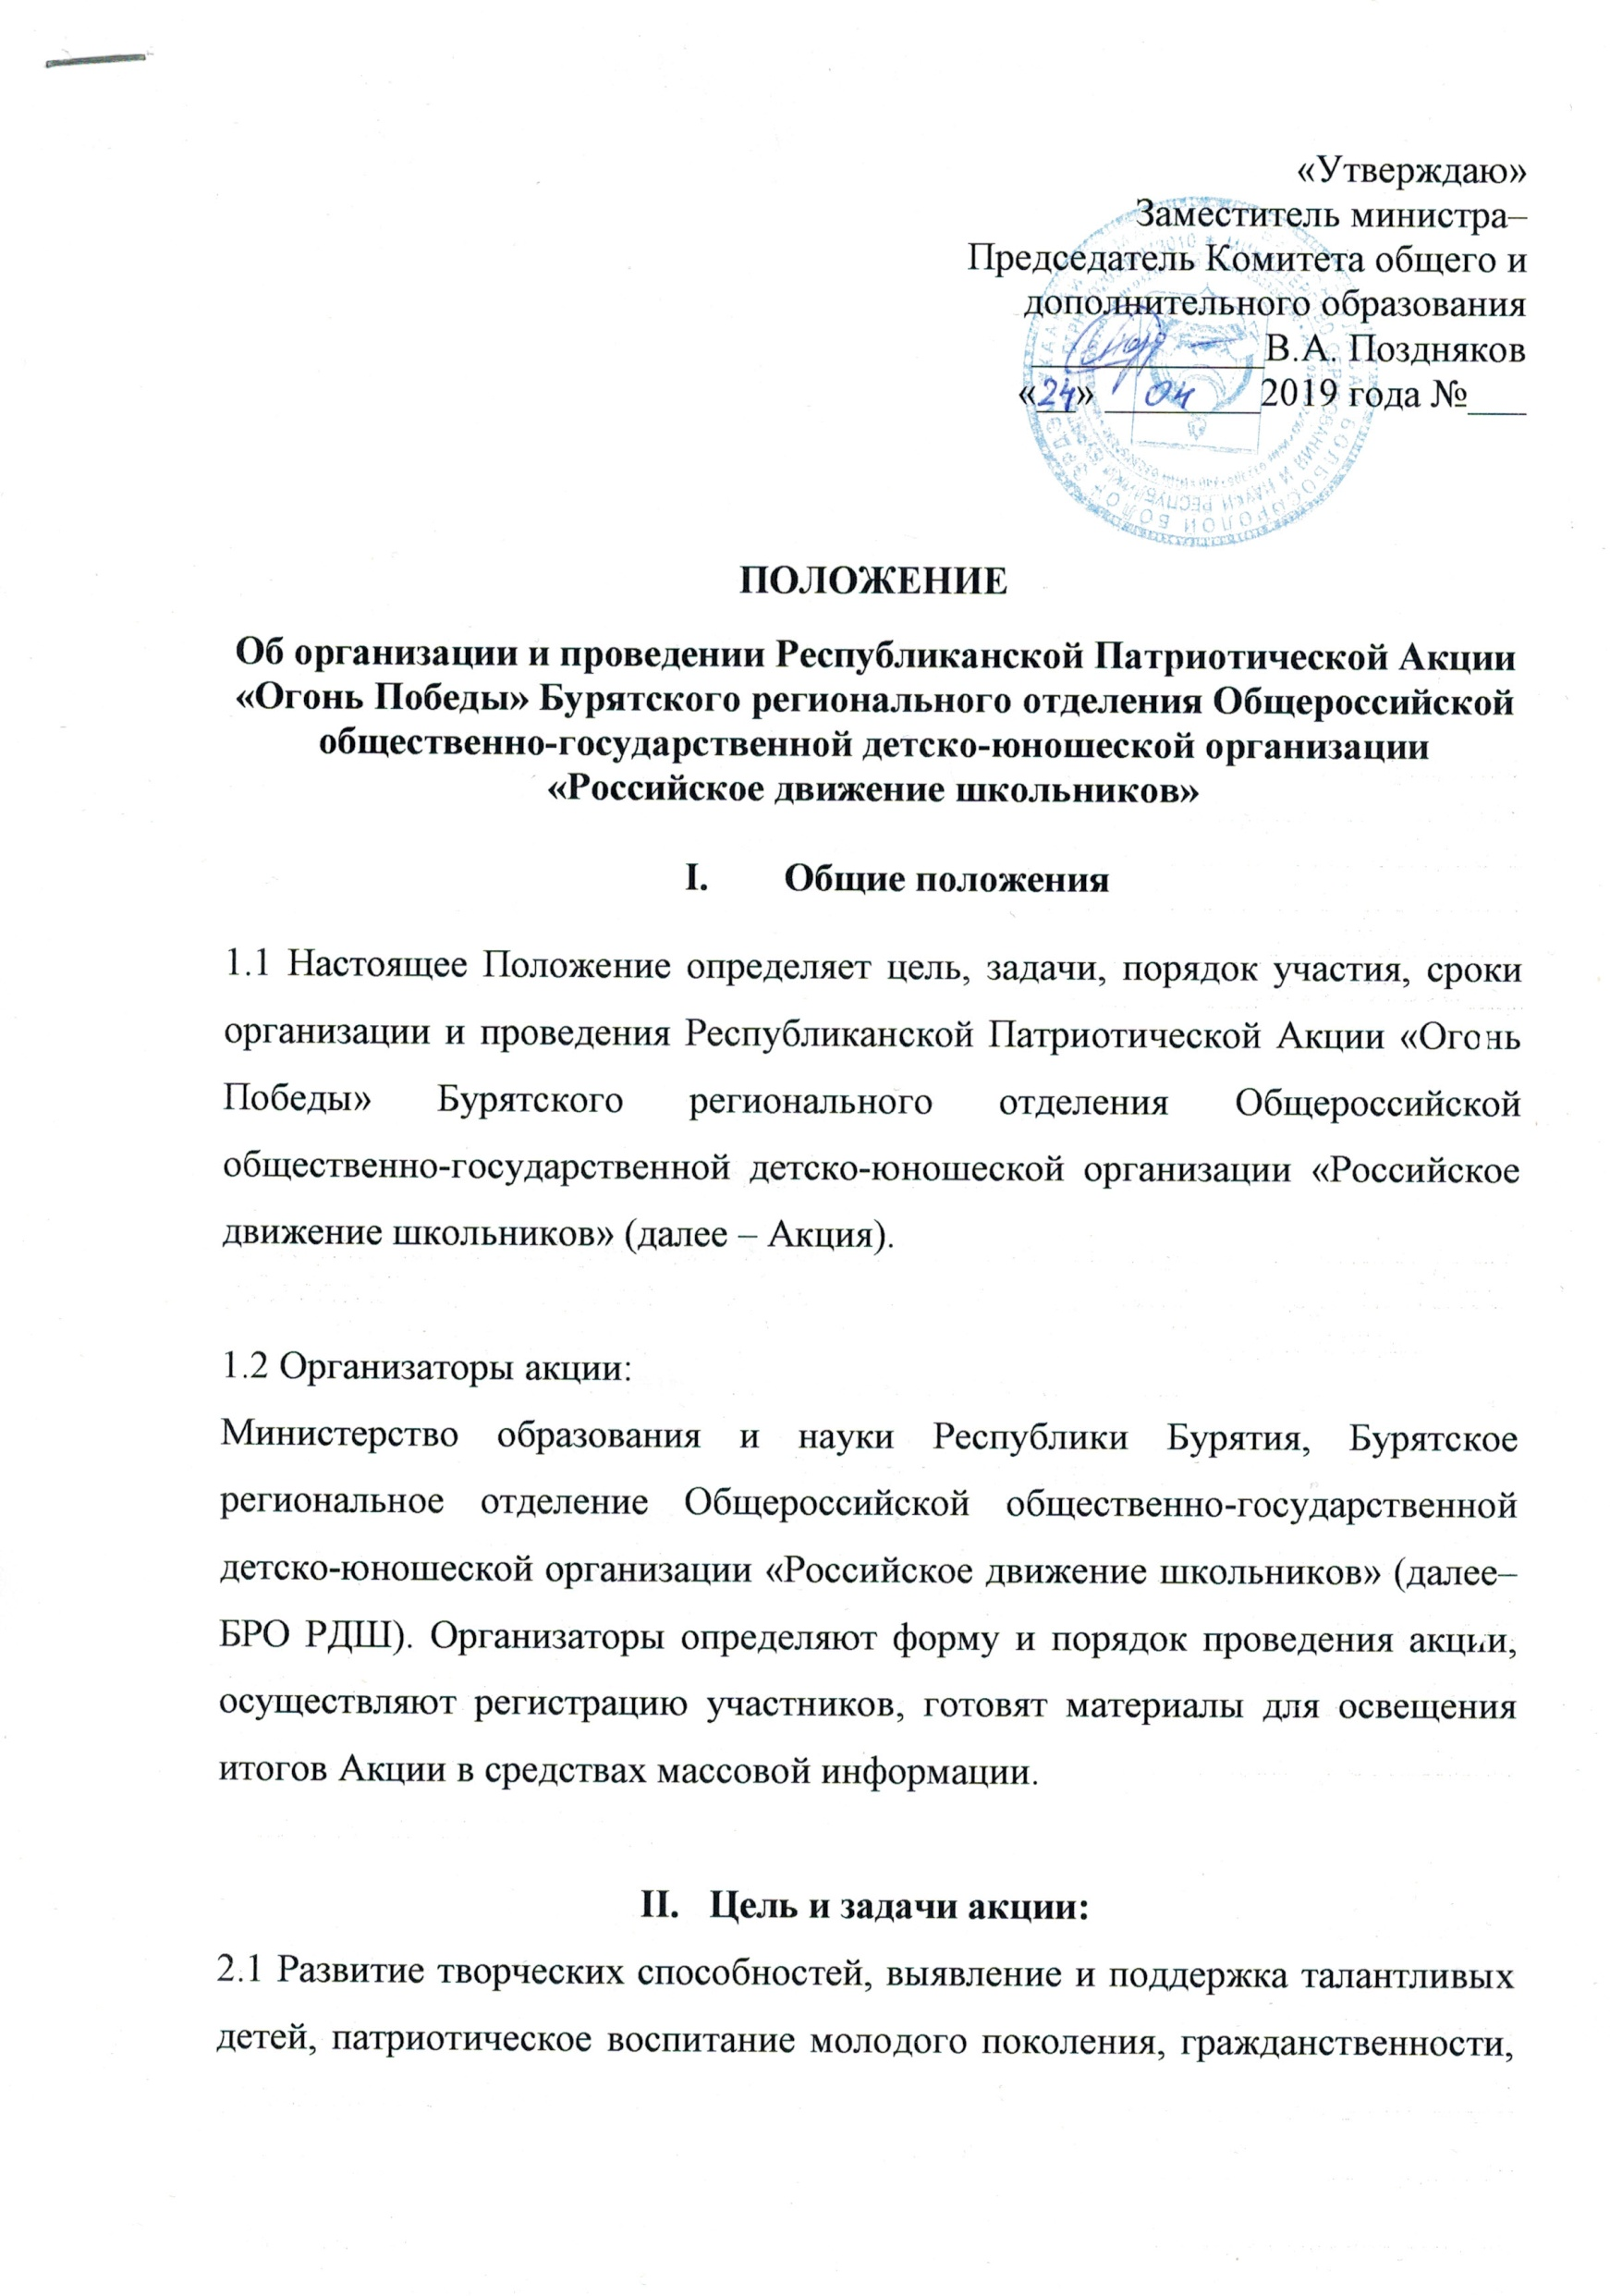 «Утверждаю»
Заместитель министра–
Председатель Комитета общего и
дополнительного образования
____________В.А. Поздняков
«24» 04 2019 года №___
ПОЛОЖЕНИЕ
Об организации и проведении Республиканской Патриотической Акции
«Огонь Победы» Бурятского регионального отделения Общероссийской
общественно-государственной детско-юношеской организации
«Российское движение школьников»
I. Общие положения
1.1 Настоящее Положение определяет цель, задачи, порядок участия, сроки
организации и проведения Республиканской Патриотической Акции «Огонь
Победы» Бурятского регионального отделения Общероссийской
общественно-государственной детско-юношеской организации «Российское
движение школьников» (далее – Акция).
1.2 Организаторы акции:
Министерство образования и науки Республики Бурятия, Бурятское
региональное отделение Общероссийской общественно-государственной
детско-юношеской организации «Российское движение школьников» (далее–
БРО РДШ). Организаторы определяют форму и порядок проведения акции,
осуществляют регистрацию участников, готовят материалы для освещения
итогов Акции в средствах массовой информации.
II. Цель и задачи акции:
2.1 Развитие творческих способностей, выявление и поддержка талантливых
детей, патриотическое воспитание молодого поколения, гражданственности,